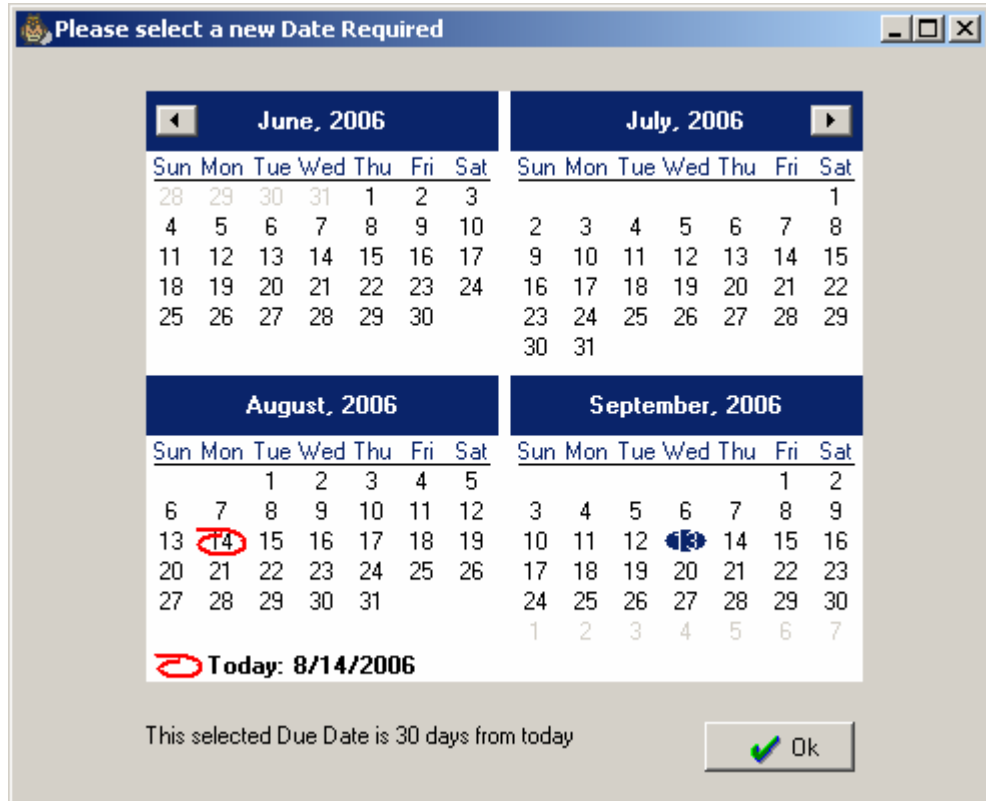 Please select a new Date Required
June, 2006
Sun Mon Tue Wed Thu Fri Sat
28 29 30 31 1 2 3
4 5 6 7 8 9 10
11 12 13 14 15 16 17
18 19 20 21 22 23 24
25 26 27 28 29 30
July, 2006
Sun Mon Tue Wed Thu Fri Sat
1
2 3 4 5 6 7 8
9 10 11 12 13 14 15
16 17 18 19 20 21 22
23 24 25 26 27 28 29
30 31
August, 2006
Sun Mon Tue Wed Thu Fri Sat
1 2 3 4 5
6 7 8 9 10 11 12
13 14 15 16 17 18 19
20 21 22 23 24 25 26
27 28 29 30 31
September, 2006
Sun Mon Tue Wed Thu Fri Sat
1 2
3 4 5 6 7 8 9
10 11 12 13 14 15 16
17 18 19 20 21 22 23
24 25 26 27 28 29 30
1 2 3 4 5 6 7
Today: 8/14/2006
This selected Due Date is 30 days from today
Ok